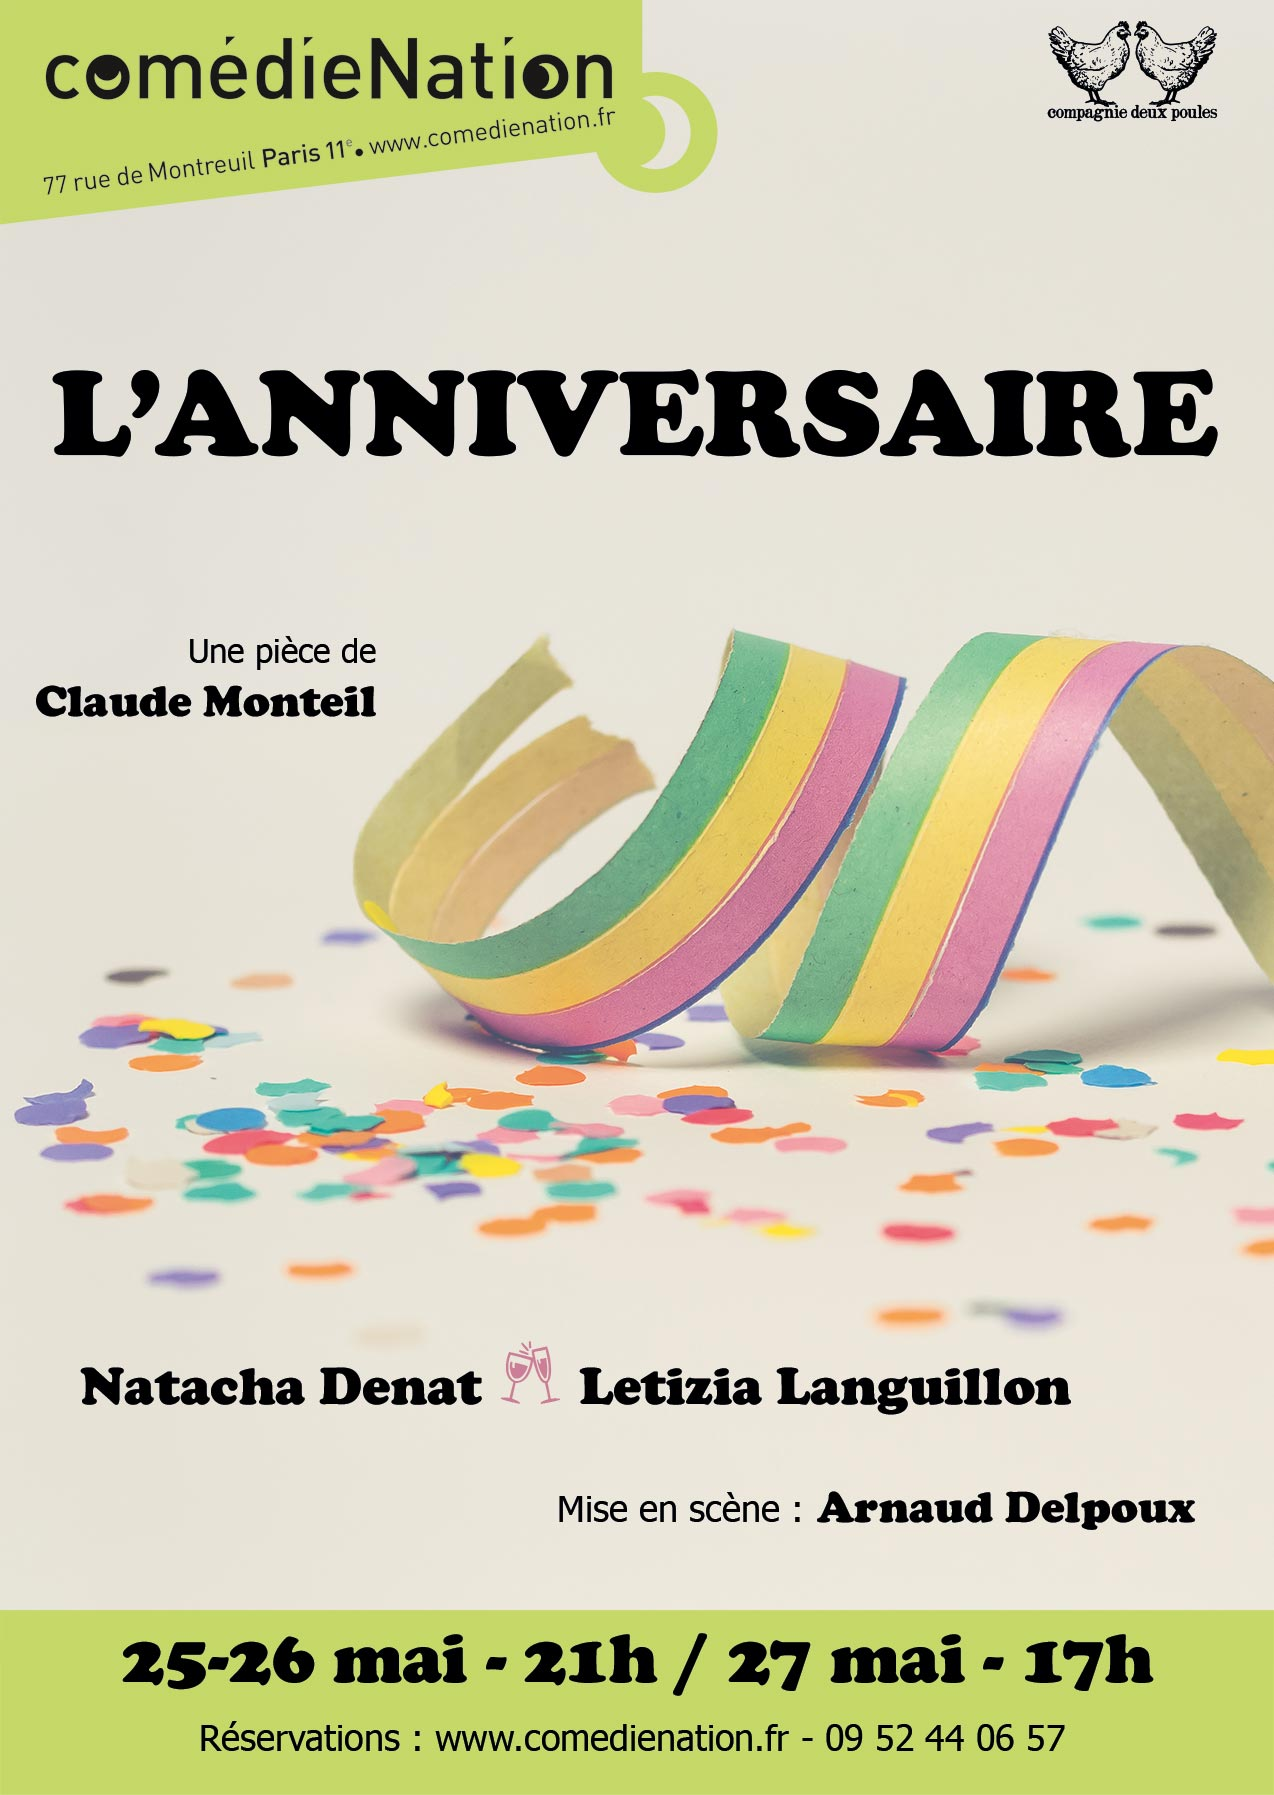 comédieNation
77 rue de Montreuil Paris 11e • www.comedienation.fr
compagnie deux poules
L'ANNIVERSAIRE
Une pièce de
Claude Monteil
Natacha Denat Letizia Languillon
Mise en scène : Arnaud Delpoux
25-26 mai - 21h / 27 mai - 17h
Réservations : www.comedienation.fr - 09 52 44 06 57